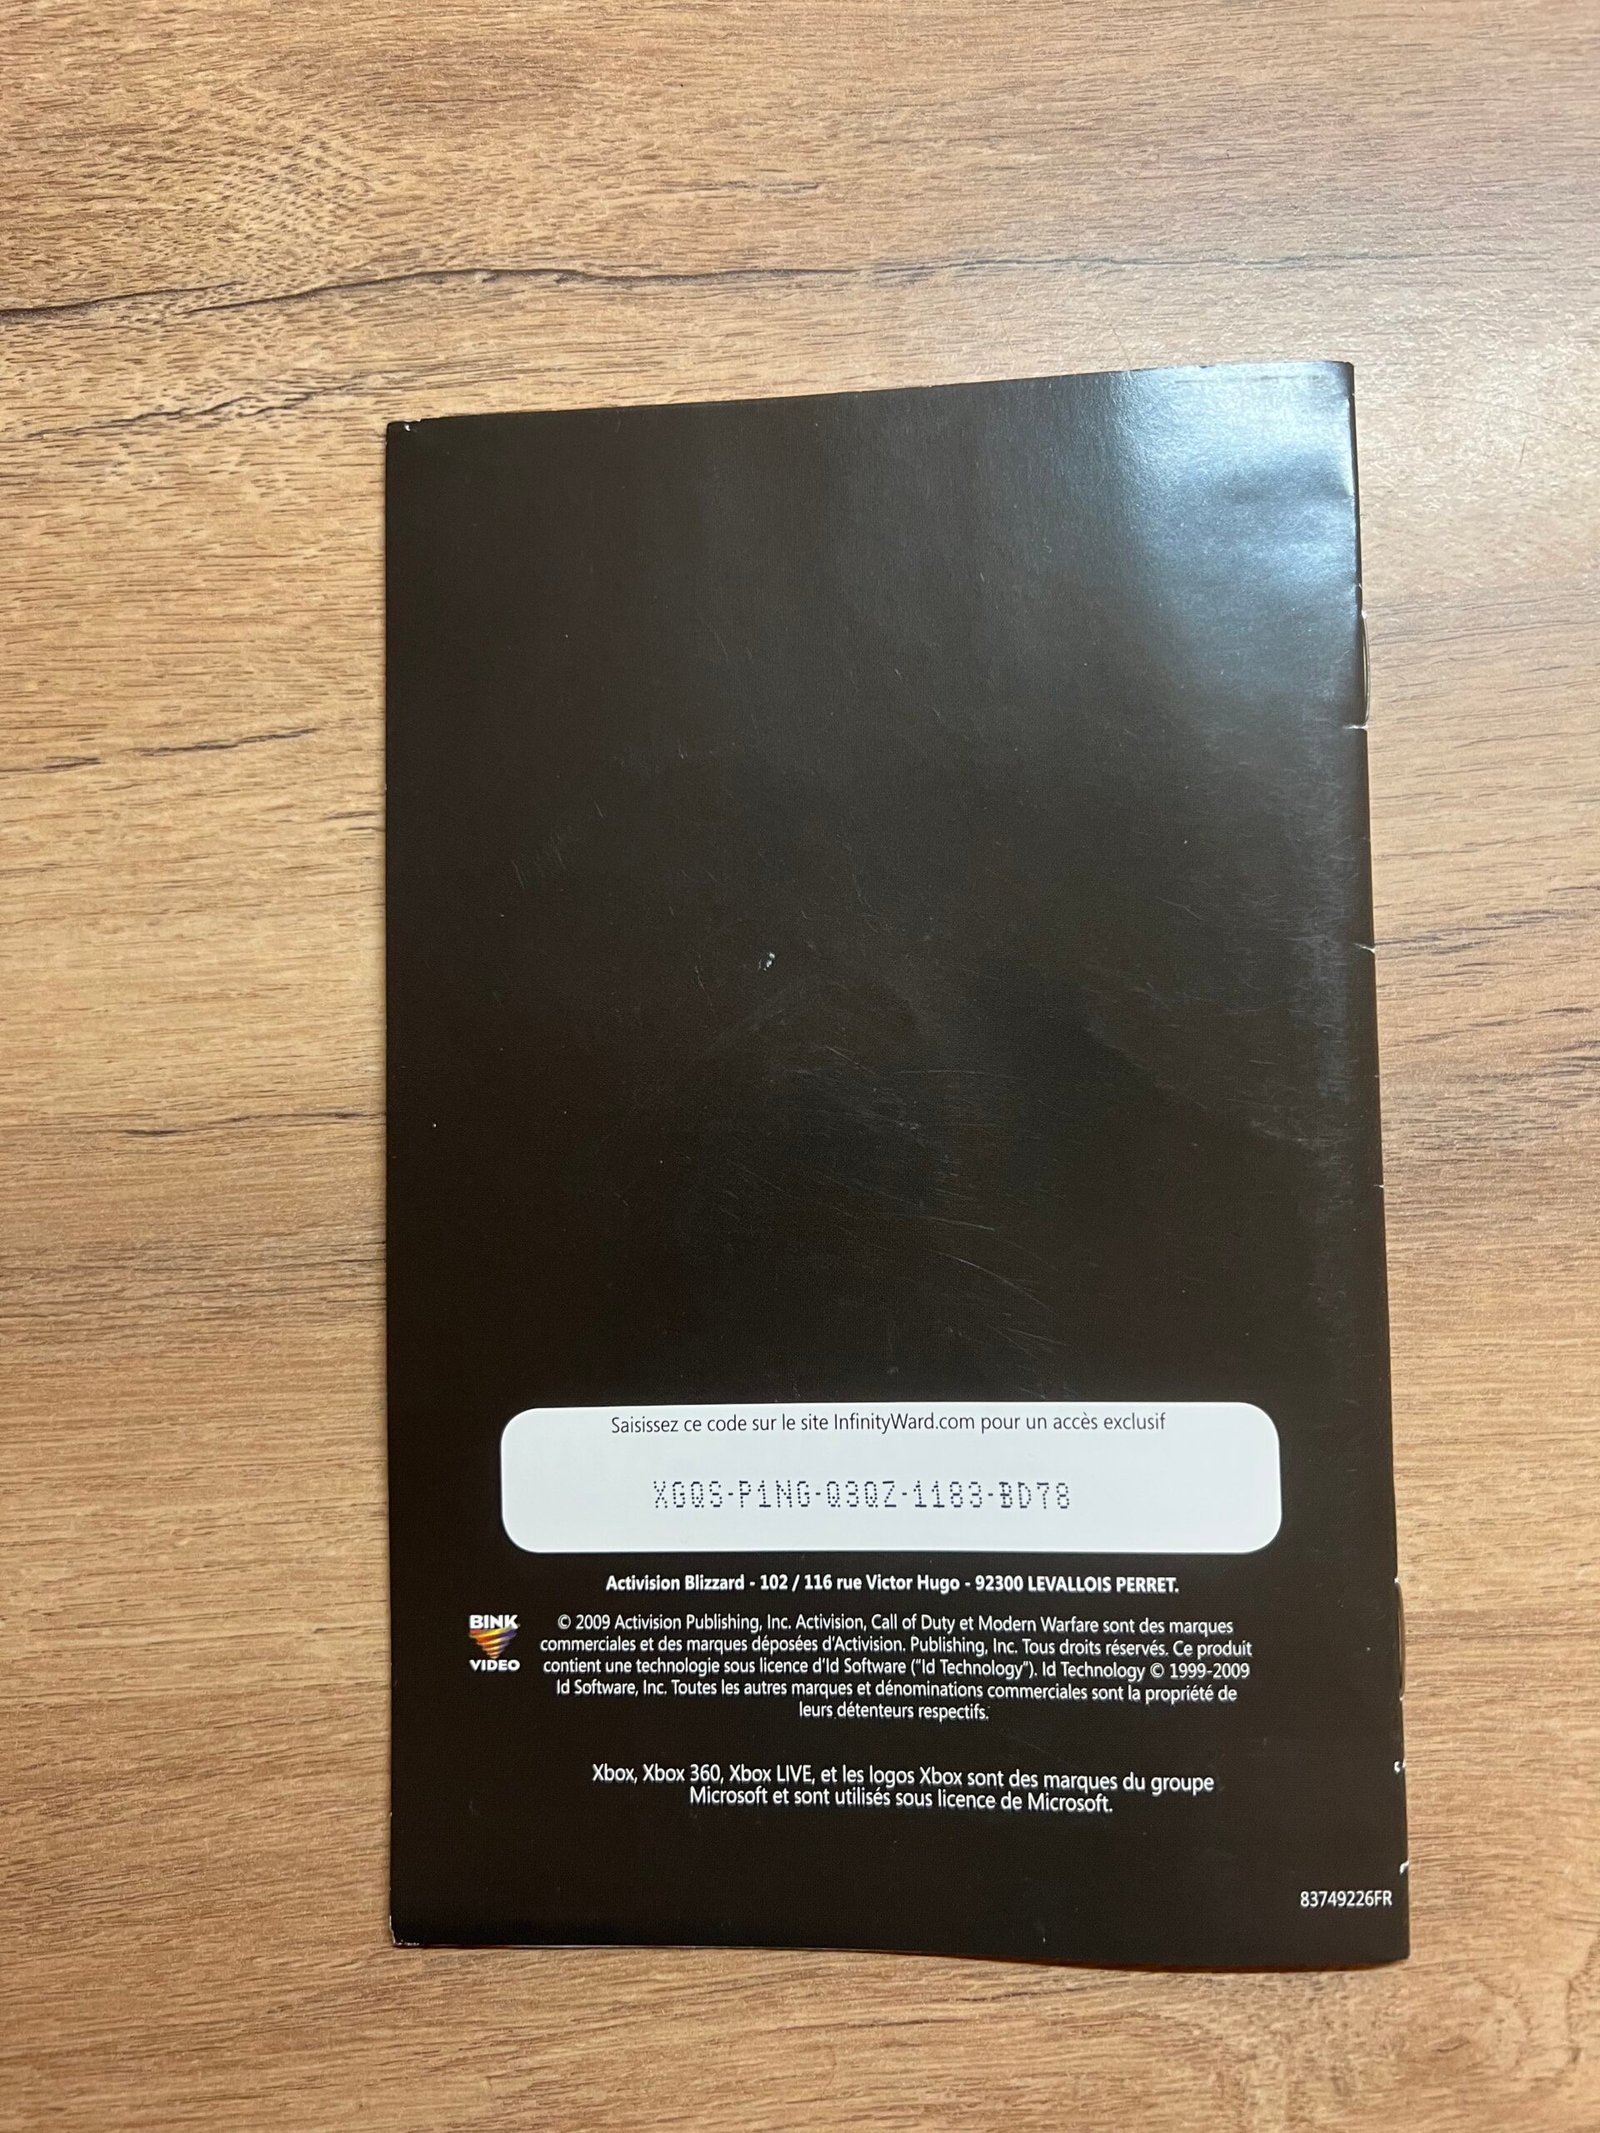 Saisissez ce code sur le site InfinityWard.com pour un accès exclusif
XGQS-P1NG-Q3QZ-1183-BD78
Activision Blizzard - 102 / 116 rue Victor Hugo - 92300 LEVALLOIS PERRET.
BINK
VIDEO
© 2009 Activision Publishing, Inc. Activision, Call of Duty et Modern Warfare sont des marques
commerciales et des marques déposées d'Activision. Publishing, Inc. Tous droits réservés. Ce produit
contient une technologie sous licence d'Id Software ("Id Technology"). Id Technology © 1999-2009
Id Software, Inc. Toutes les autres marques et dénominations commerciales sont la propriété de
leurs détenteurs respectifs.
Xbox, Xbox 360, Xbox LIVE, et les logos Xbox sont des marques du groupe
Microsoft et sont utilisés sous licence de Microsoft.
83749226FR